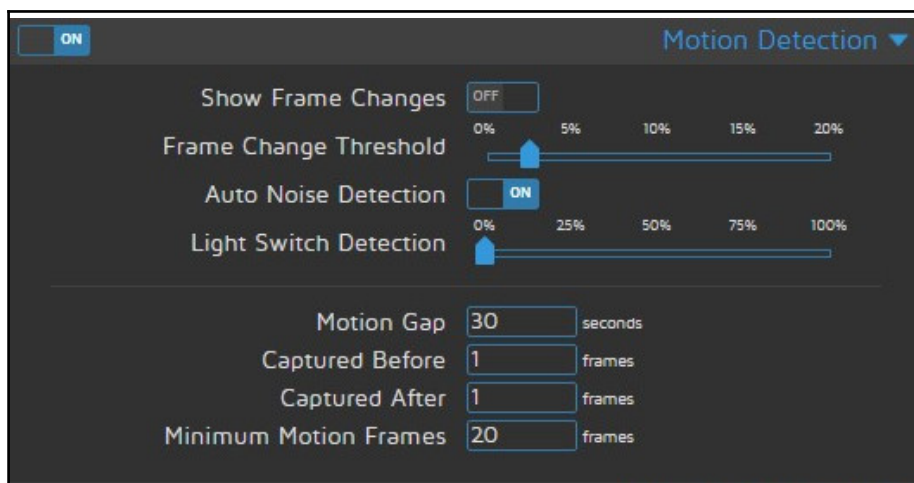 ON Motion Detection
Show Frame Changes OFF
0% 5% 10% 15% 20%
Frame Change Threshold
Auto Noise Detection ON
0% 25% 50% 75% 100%
Light Switch Detection
Motion Gap 30 seconds
Captured Before 1 frames
Captured After 1 frames
Minimum Motion Frames 20 frames